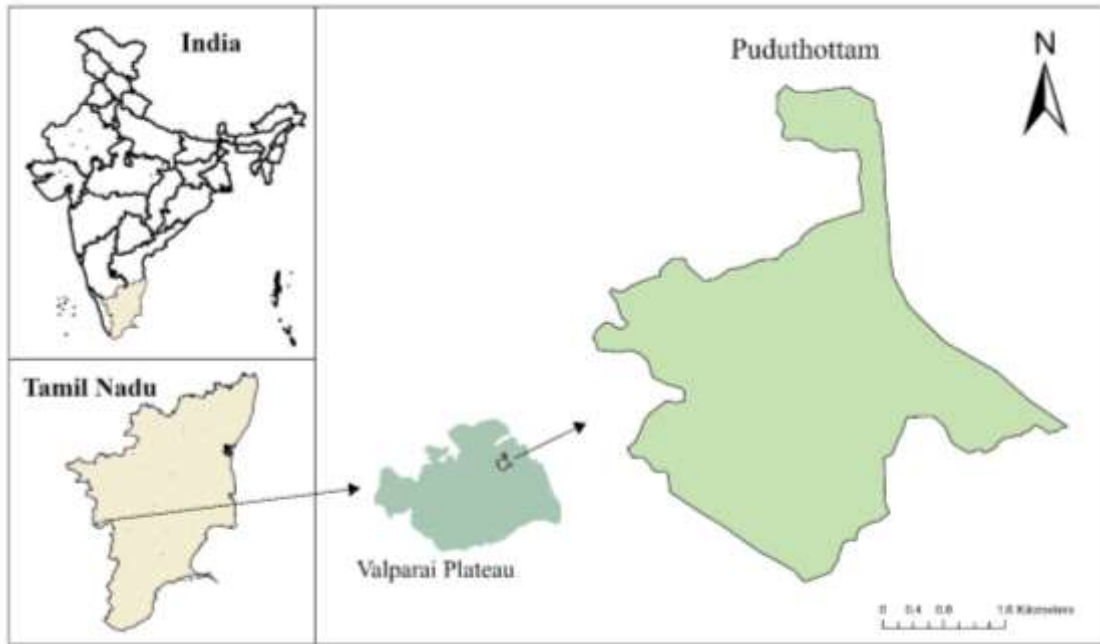 India
Tamil Nadu
Puduthottam
N
Valparai Plateau
0 0.4 0.8 1.6 Kilometers